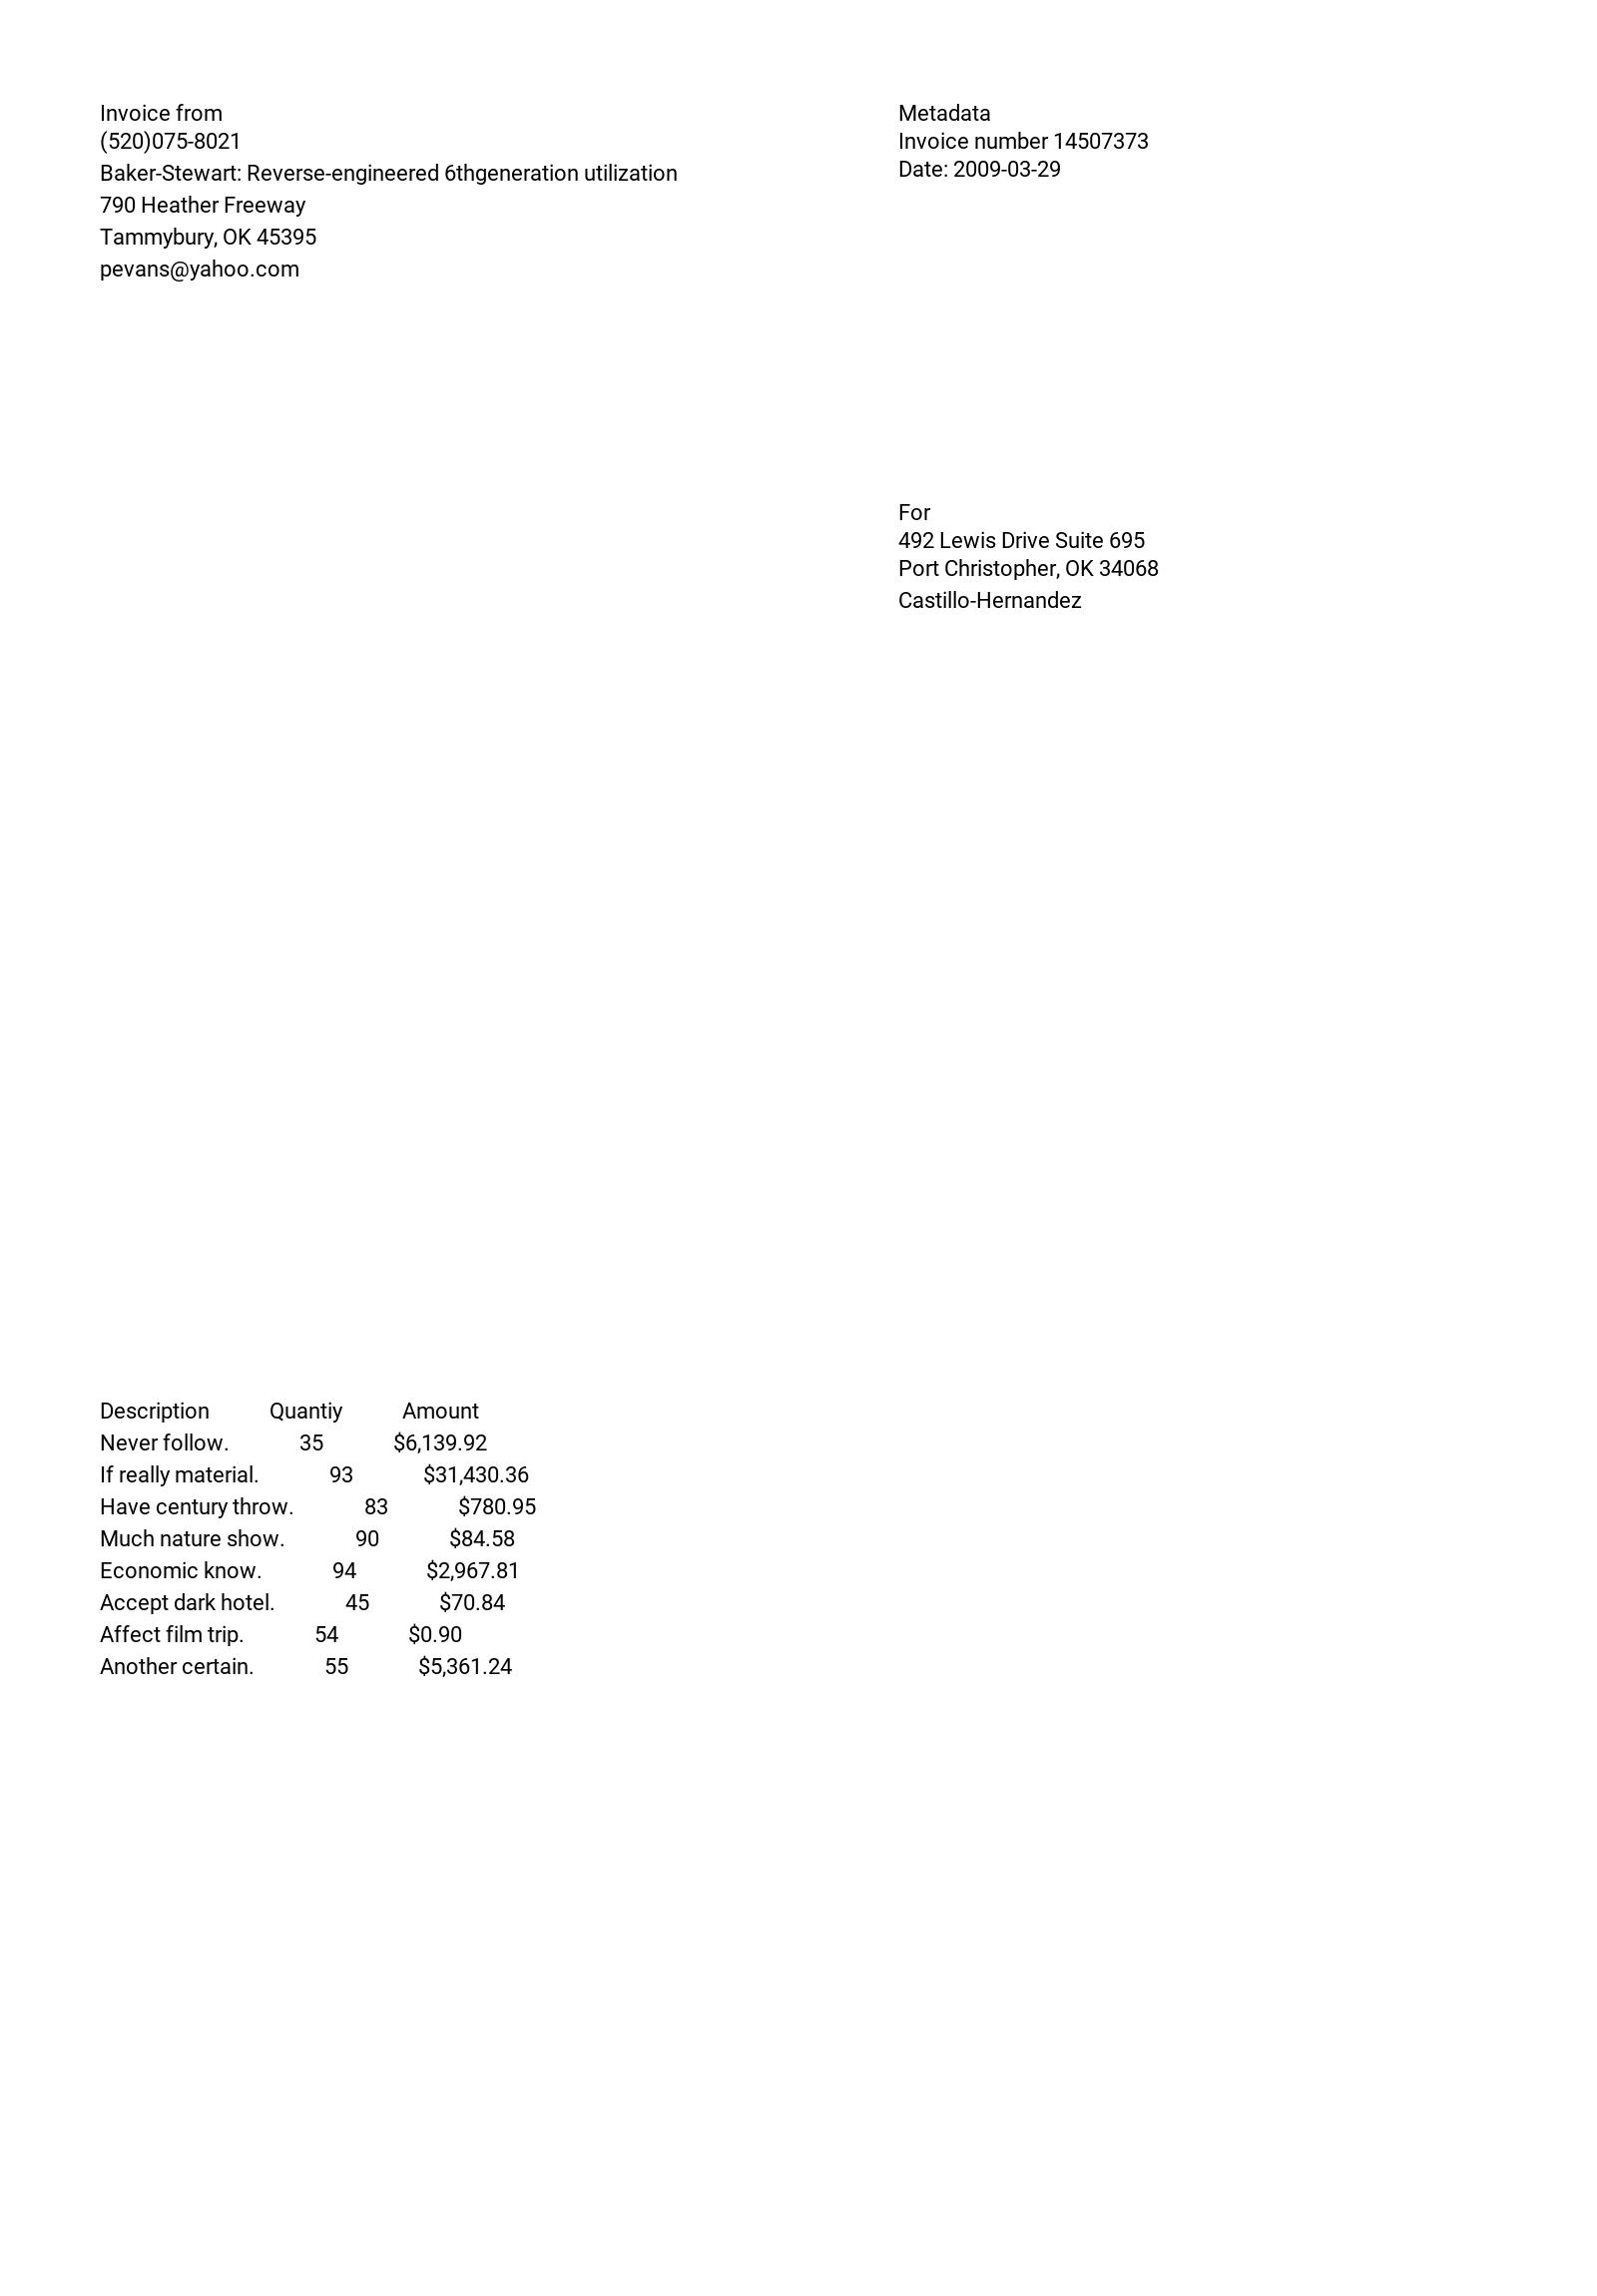 Invoice from
(520)075-8021
Baker-Stewart: Reverse-engineered 6thgeneration utilization
790 Heather Freeway
Tammybury, OK 45395
pevans@yahoo.com
Metadata
Invoice number 14507373
Date: 2009-03-29
For
492 Lewis Drive Suite 695
Port Christopher, OK 34068
Castillo-Hernandez
Description Quantiy Amount
Never follow. 35 $6,139.92
If really material. 93 $31,430.36
Have century throw. 83 $780.95
Much nature show. 90 $84.58
Economic know. 94 $2,967.81
Accept dark hotel. 45 $70.84
Affect film trip. 54 $0.90
Another certain. 55 $5,361.24